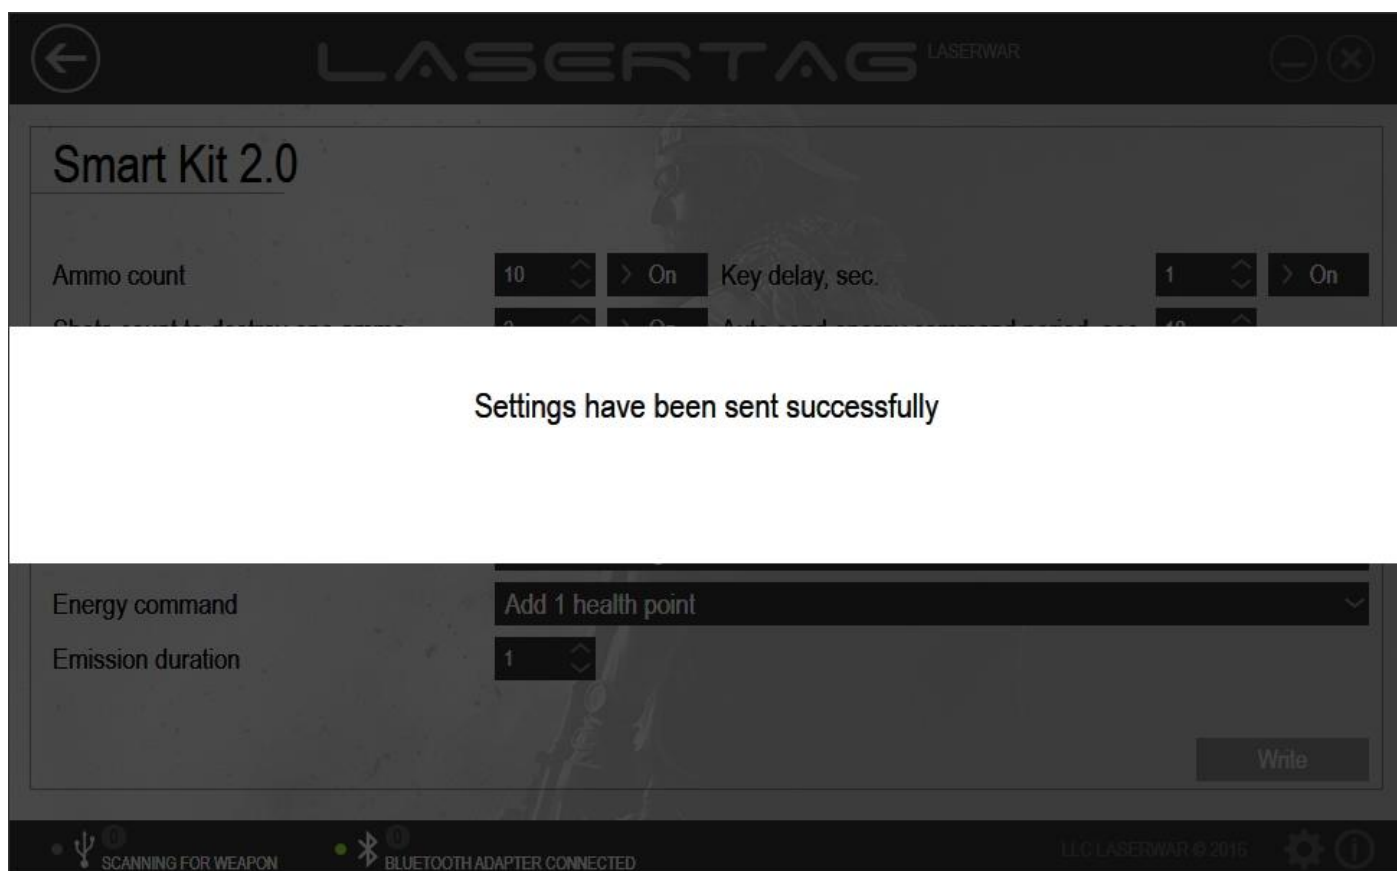 LASERTAG LASERWAR
Smart Kit 2.0
Ammo count 10 > On Key delay, sec. 1 > On
Settings have been sent successfully
Energy command Add 1 health point
Emission duration 1
Write
0 0
SCANNING FOR WEAPON BLUETOOTH ADAPTER CONNECTED LLC LASERWAR © 2016